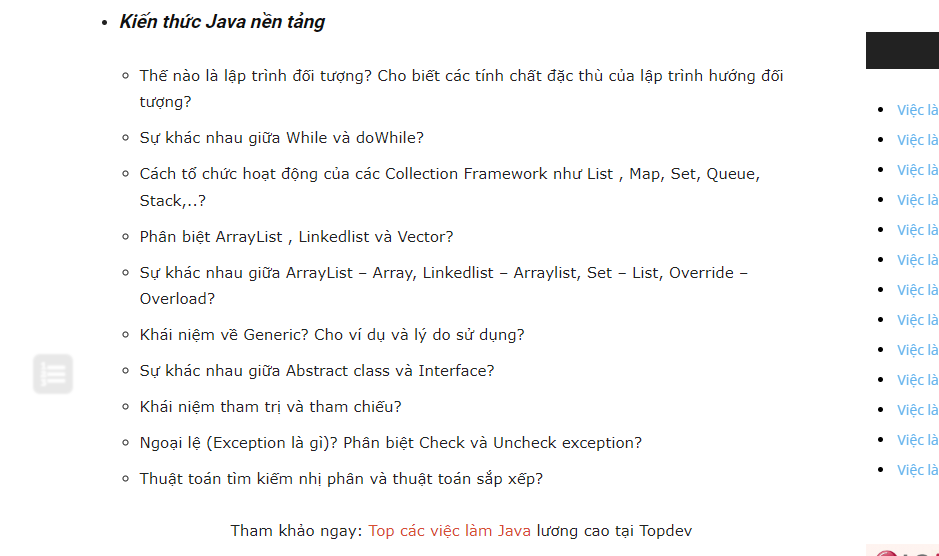 Kiến thức Java nền tảng
Thế nào là lập trình đối tượng? Cho biết các tính chất đặc thù của lập trình hướng đối
tượng?
Sự khác nhau giữa While và doWhile?
Cách tổ chức hoạt động của các Collection Framework như List , Map, Set, Queue,
Stack,..?
Phân biệt ArrayList , Linkedlist và Vector?
Sự khác nhau giữa ArrayList – Array, Linkedlist – Arraylist, Set – List, Override –
Overload?
Khái niệm về Generic? Cho ví dụ và lý do sử dụng?
Sự khác nhau giữa Abstract class và Interface?
Khái niệm tham trị và tham chiếu?
Ngoại lệ (Exception là gì)? Phân biệt Check và Uncheck exception?
Thuật toán tìm kiếm nhị phân và thuật toán sắp xếp?
Tham khảo ngay: Top các việc làm Java lương cao tại Topdev
Việc là
Việc là
Việc là
Việc là
Việc là
Việc là
Việc là
Việc là
Việc là
Việc là
Việc là
Việc là
Việc là